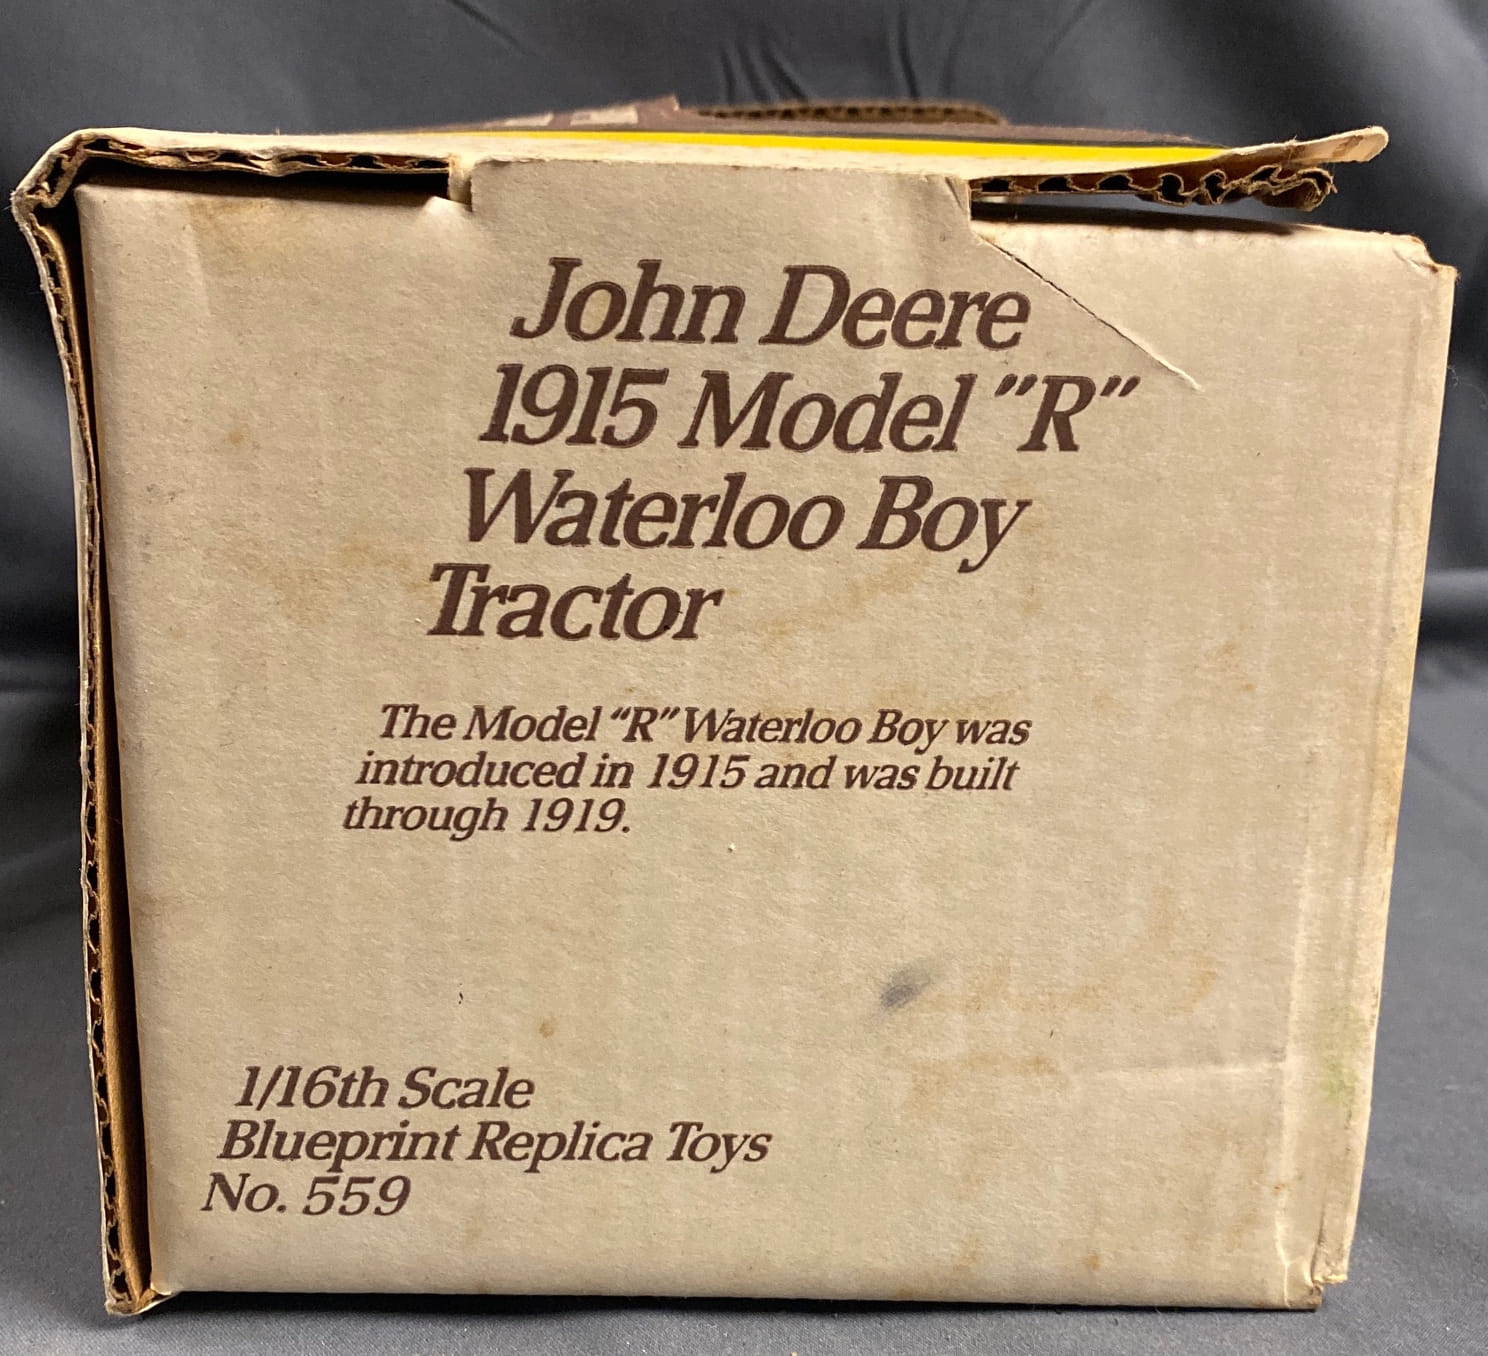 John Deere
1915 Model "R"
Waterloo Boy
Tractor
The Model "R" Waterloo Boy was
introduced in 1915 and was built
through 1919.
1/16th Scale
Blueprint Replica Toys
No. 559